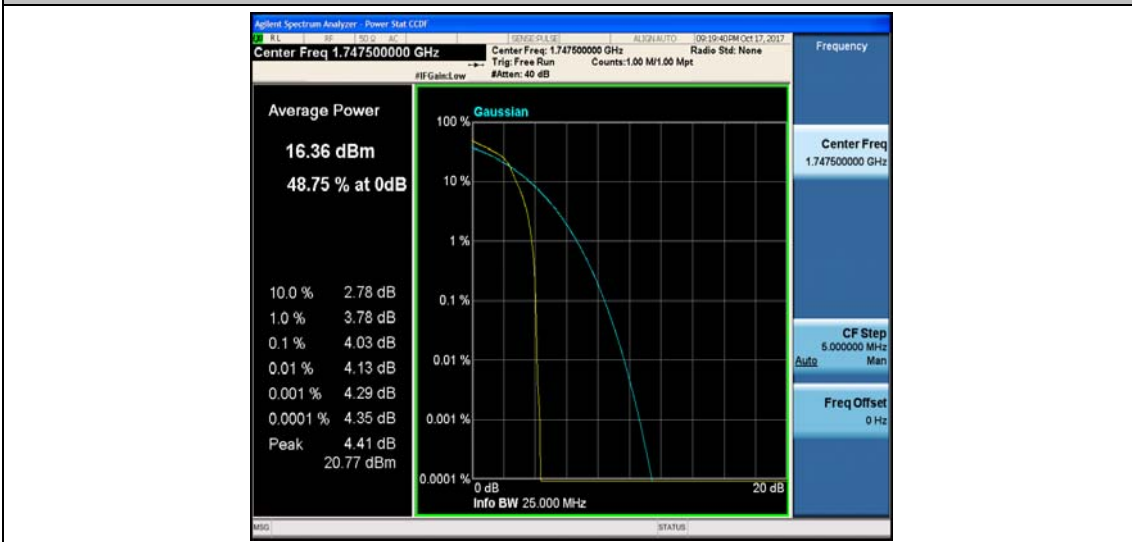 Agilent Spectrum Analyzer - Power Stat CCDF
RL RF 50 Ω AC SENSE:PULSE ALIGNAUTO 09:19:40PM Oct 17, 2017
Center Freq 1.747500000 GHz
Center Freq: 1.747500000 GHz Radio Std: None
Trig: Free Run Counts:1.00 M/1.00 Mpt
#IFGain:Low #Atten: 40 dB
Frequency
Average Power
16.36 dBm
48.75 % at 0dB
10.0 % 2.78 dB
1.0 % 3.78 dB
0.1 % 4.03 dB
0.01 % 4.13 dB
0.001 % 4.29 dB
0.0001 % 4.35 dB
Peak 4.41 dB
20.77 dBm
Gaussian
100 %
10 %
1 %
0.1 %
0.01 %
0.001 %
0.0001 %
0 dB 20 dB
Info BW 25.000 MHz
Center Freq
1.747500000 GHz
CF Step
5.000000 MHz
Auto Man
Freq Offset
0 Hz
MSG STATUS